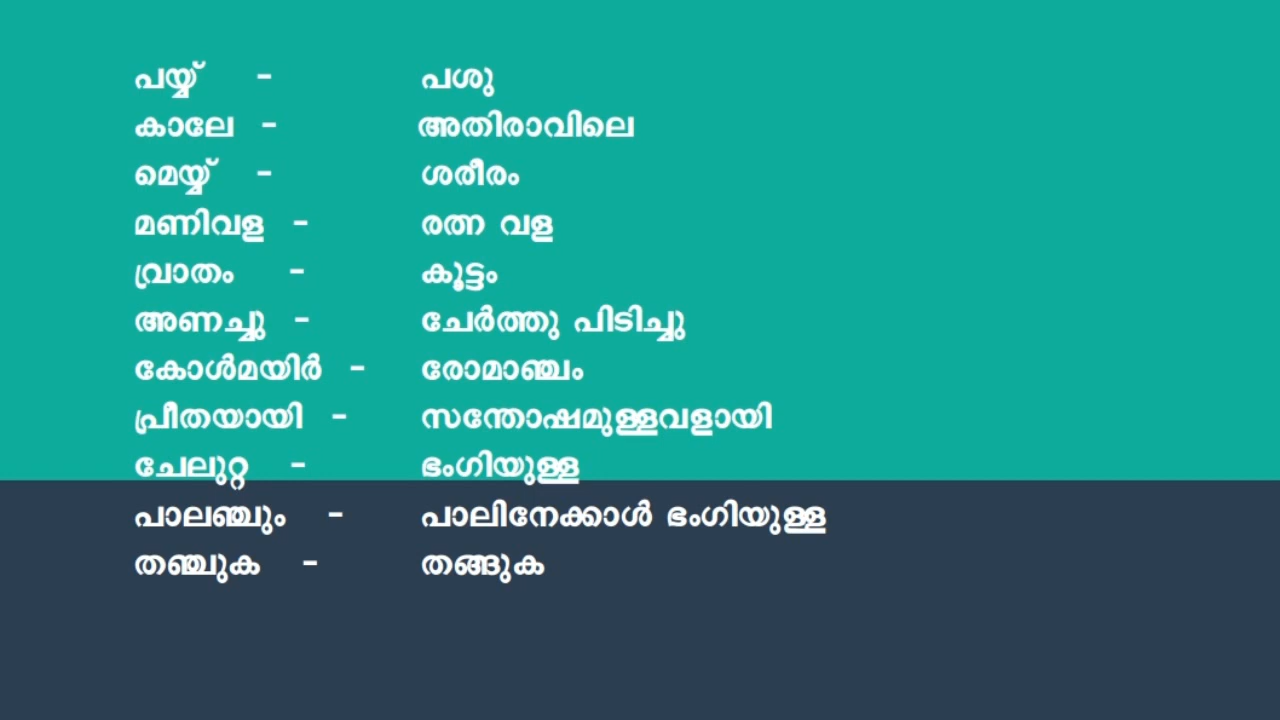 പയ്യ് - പശു
കാലേ - അതിരാവിലെ
മെയ്യ് - ശരീരം
മണിവള - രത്ന വള
വ്രാതം - കൂട്ടം
അണച്ചു - ചേർത്തു പിടിച്ചു
കോൾമയിർ - രോമാഞ്ചം
പ്രീതയായി - സന്തോഷമുള്ളവളായി
ചേലുറ്റ - ഭംഗിയുള്ള
പാലഞ്ചും - പാലിനേക്കാൾ ഭംഗിയുള്ള
തഞ്ചുക - തങ്ങുക